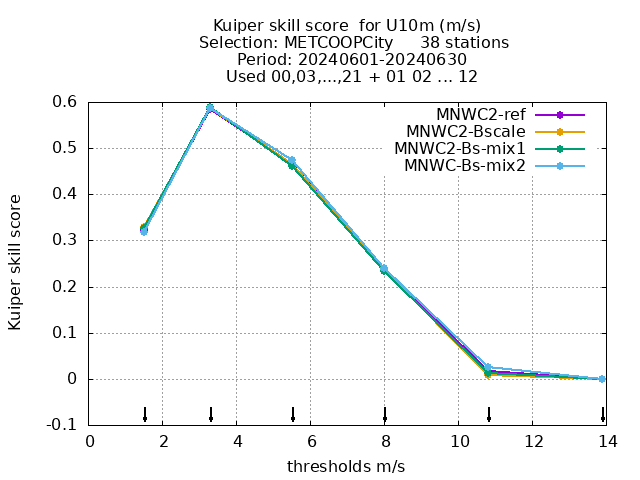 Kuiper skill score  for U10m (m/s)
Selection: METCOOPCity     38 stations
Period: 20240601-20240630
Used 00,03,...,21 + 01 02 ... 12
MNWC2-ref
MNWC2-Bscale
MNWC2-Bs-mix1
MNWC-Bs-mix2
0.6
0.5
0.4
0.3
0.2
0.1
0
-0.1
Kuiper skill score
0 2 4 6 8 10 12 14
thresholds m/s